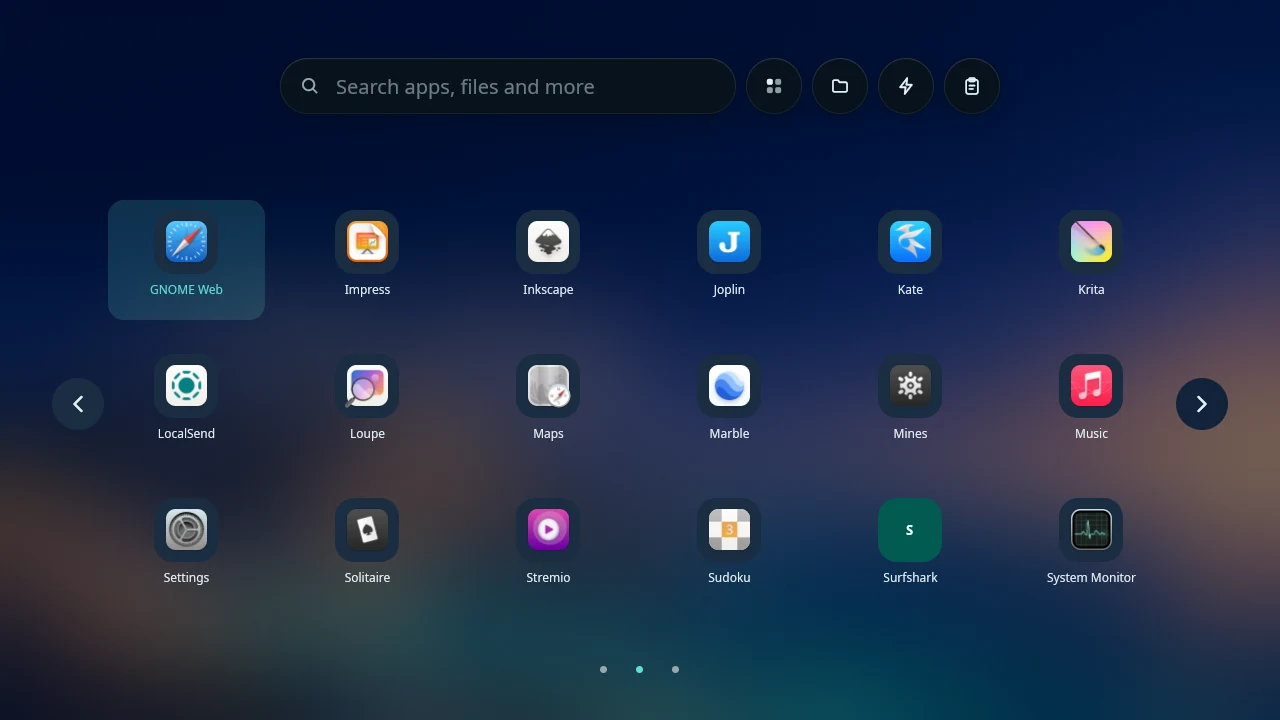 Search apps, files and more
GNOME Web
Impress
Inkscape
Joplin
Kate
Krita
LocalSend
Loupe
Maps
Marble
Mines
Music
Settings
Solitaire
Stremio
3
Sudoku
S
Surfshark
System Monitor